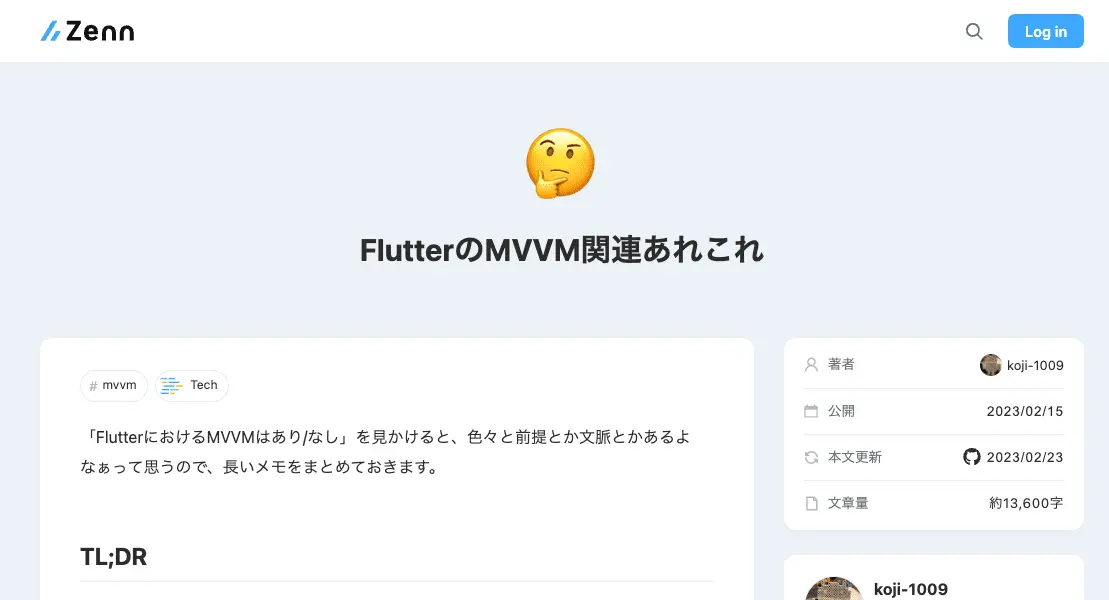 Zenn
Log in
FlutterのMVVM関連あれこれ
# mvvm
Tech
「FlutterにおけるMVVMはあり/なし」を見かけると、色々と前提とか文脈とかあるよ
なぁって思うので、長いメモをまとめておきます。
TL;DR
著者 koji-1009
公開 2023/02/15
本文更新 2023/02/23
文章量 約13,600字
koji-1009